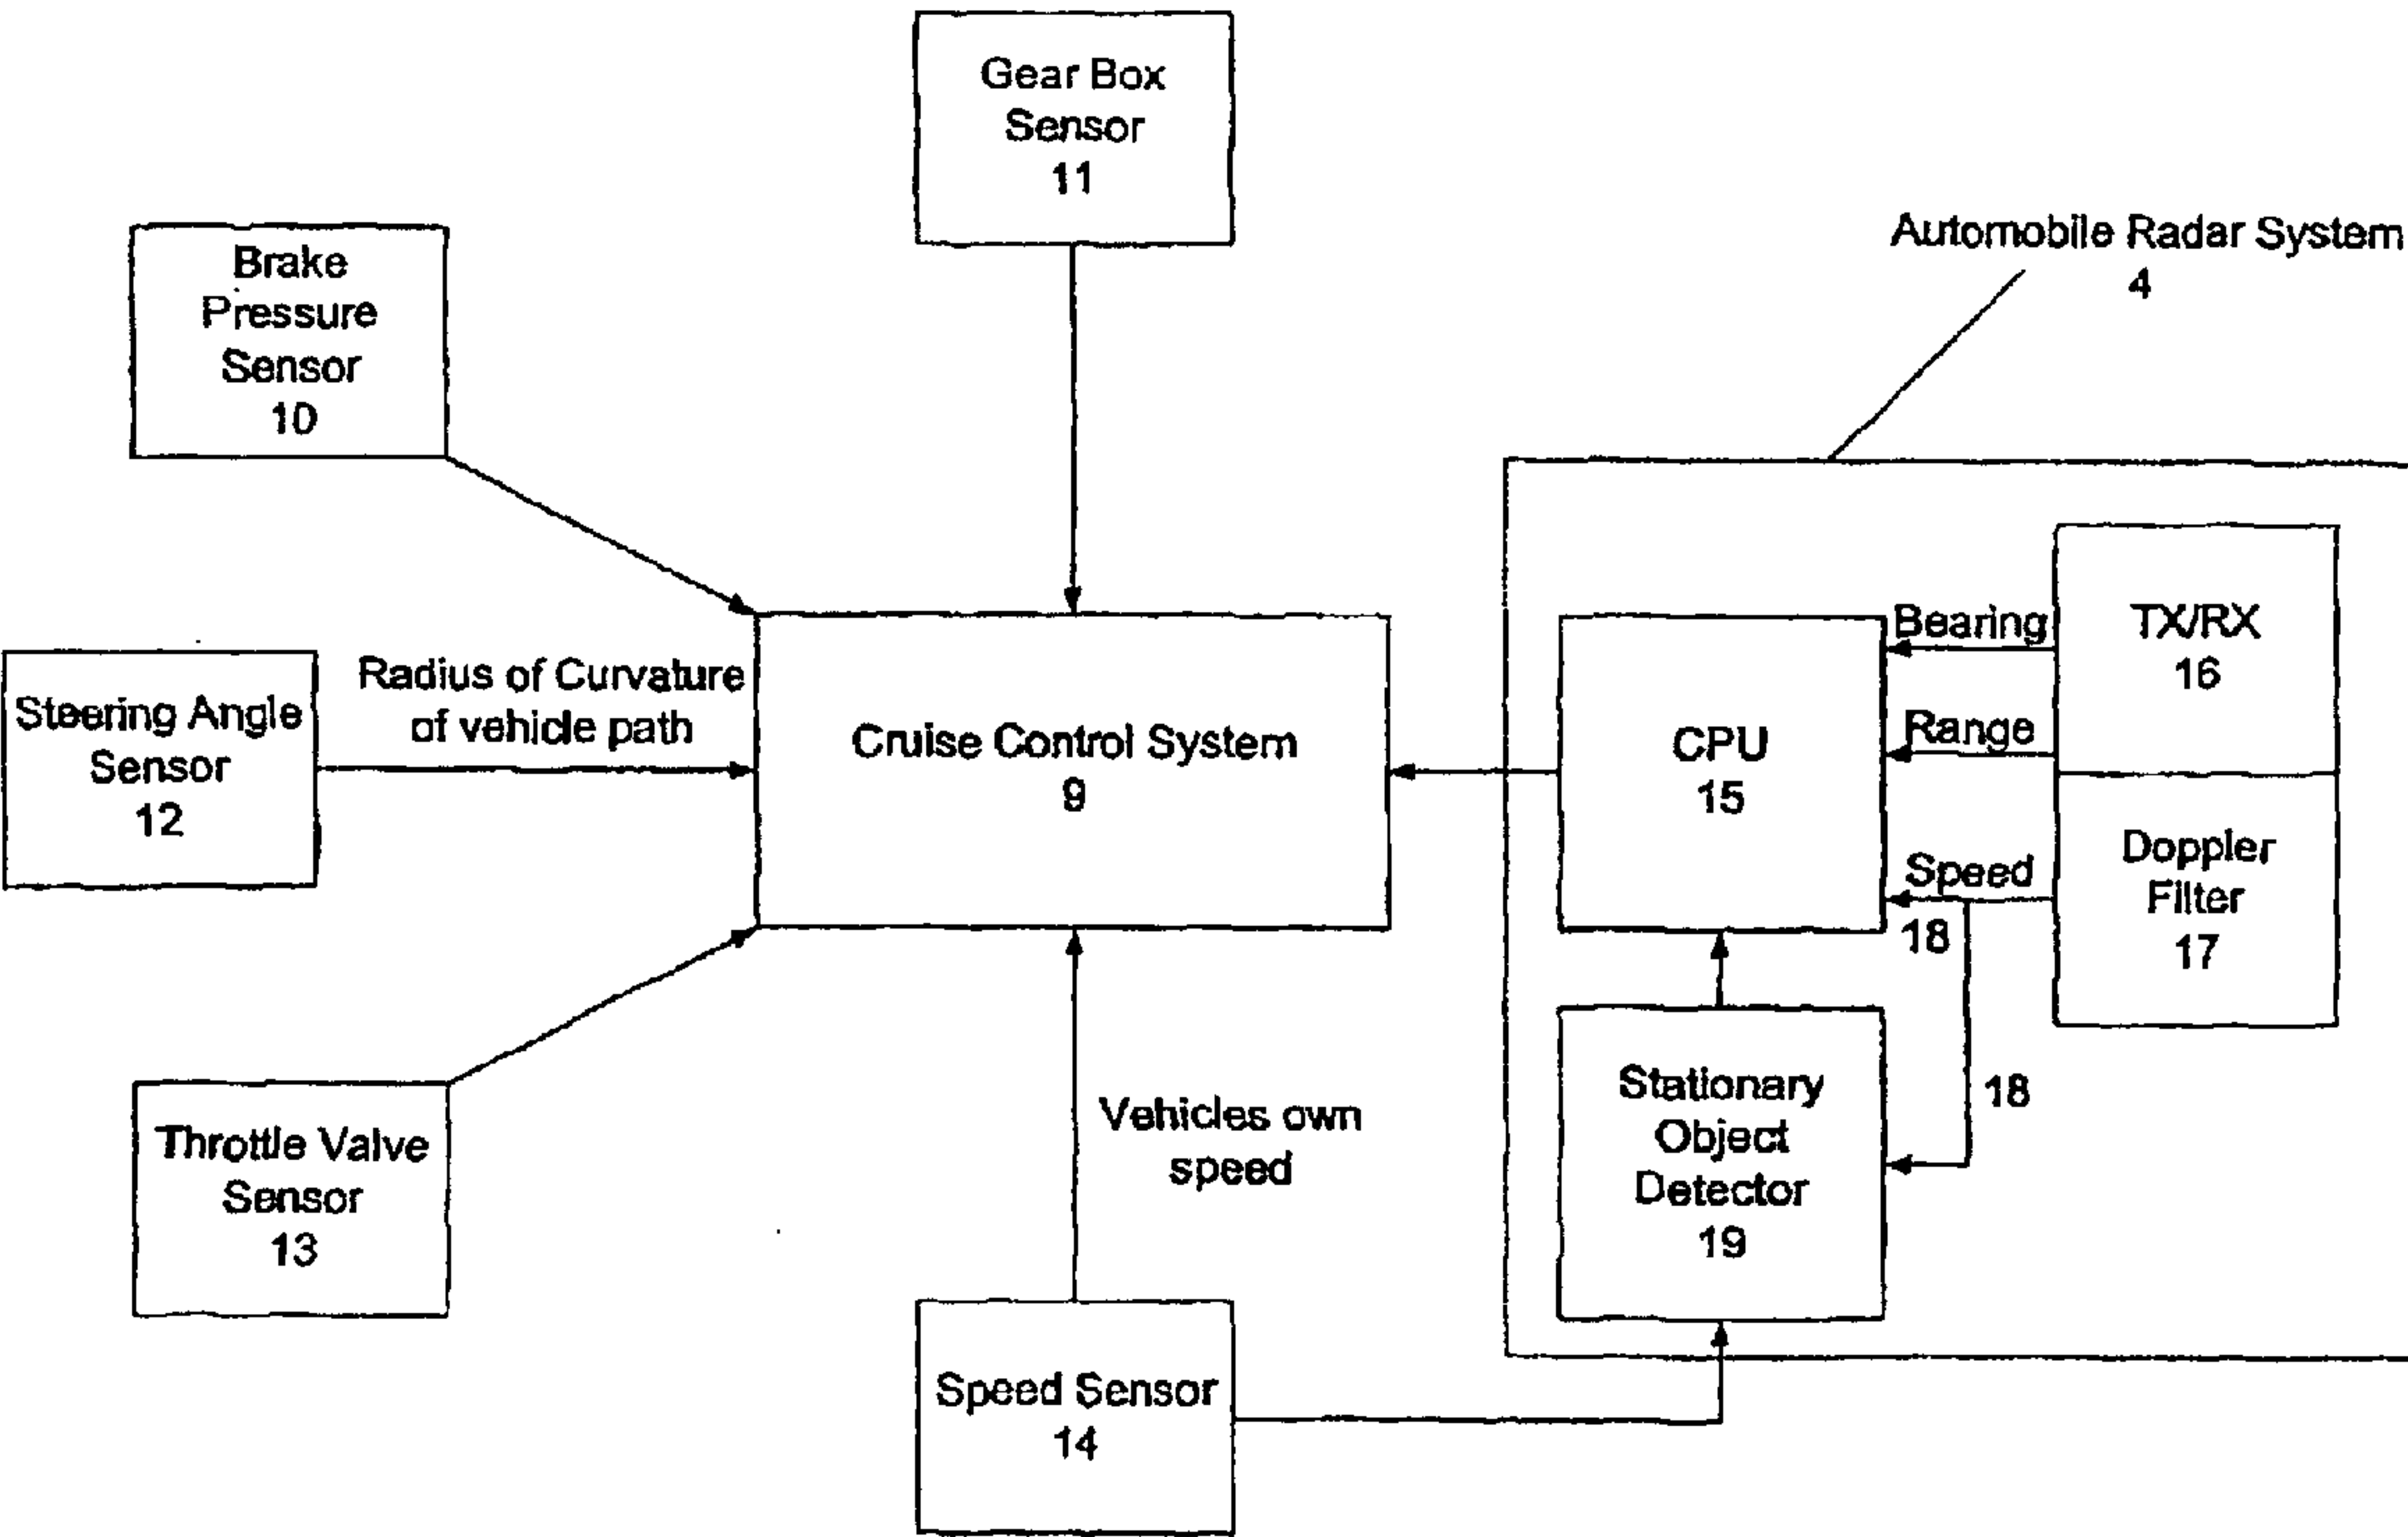 Gear Box
Sensor
11
Automobile Radar System
4
Brake
Pressure
Sensor
10
Bearing
TX/RX
16
Steering Angle
Sensor
12
Radius of Curvature
of vehicle path
Cruise Control System
9
CPU
15
Range
Speed
18
Doppler
Filter
17
Throttle Valve
Sensor
13
Vehicles own
speed
Stationary
Object
Detector
19
18
Speed Sensor
14